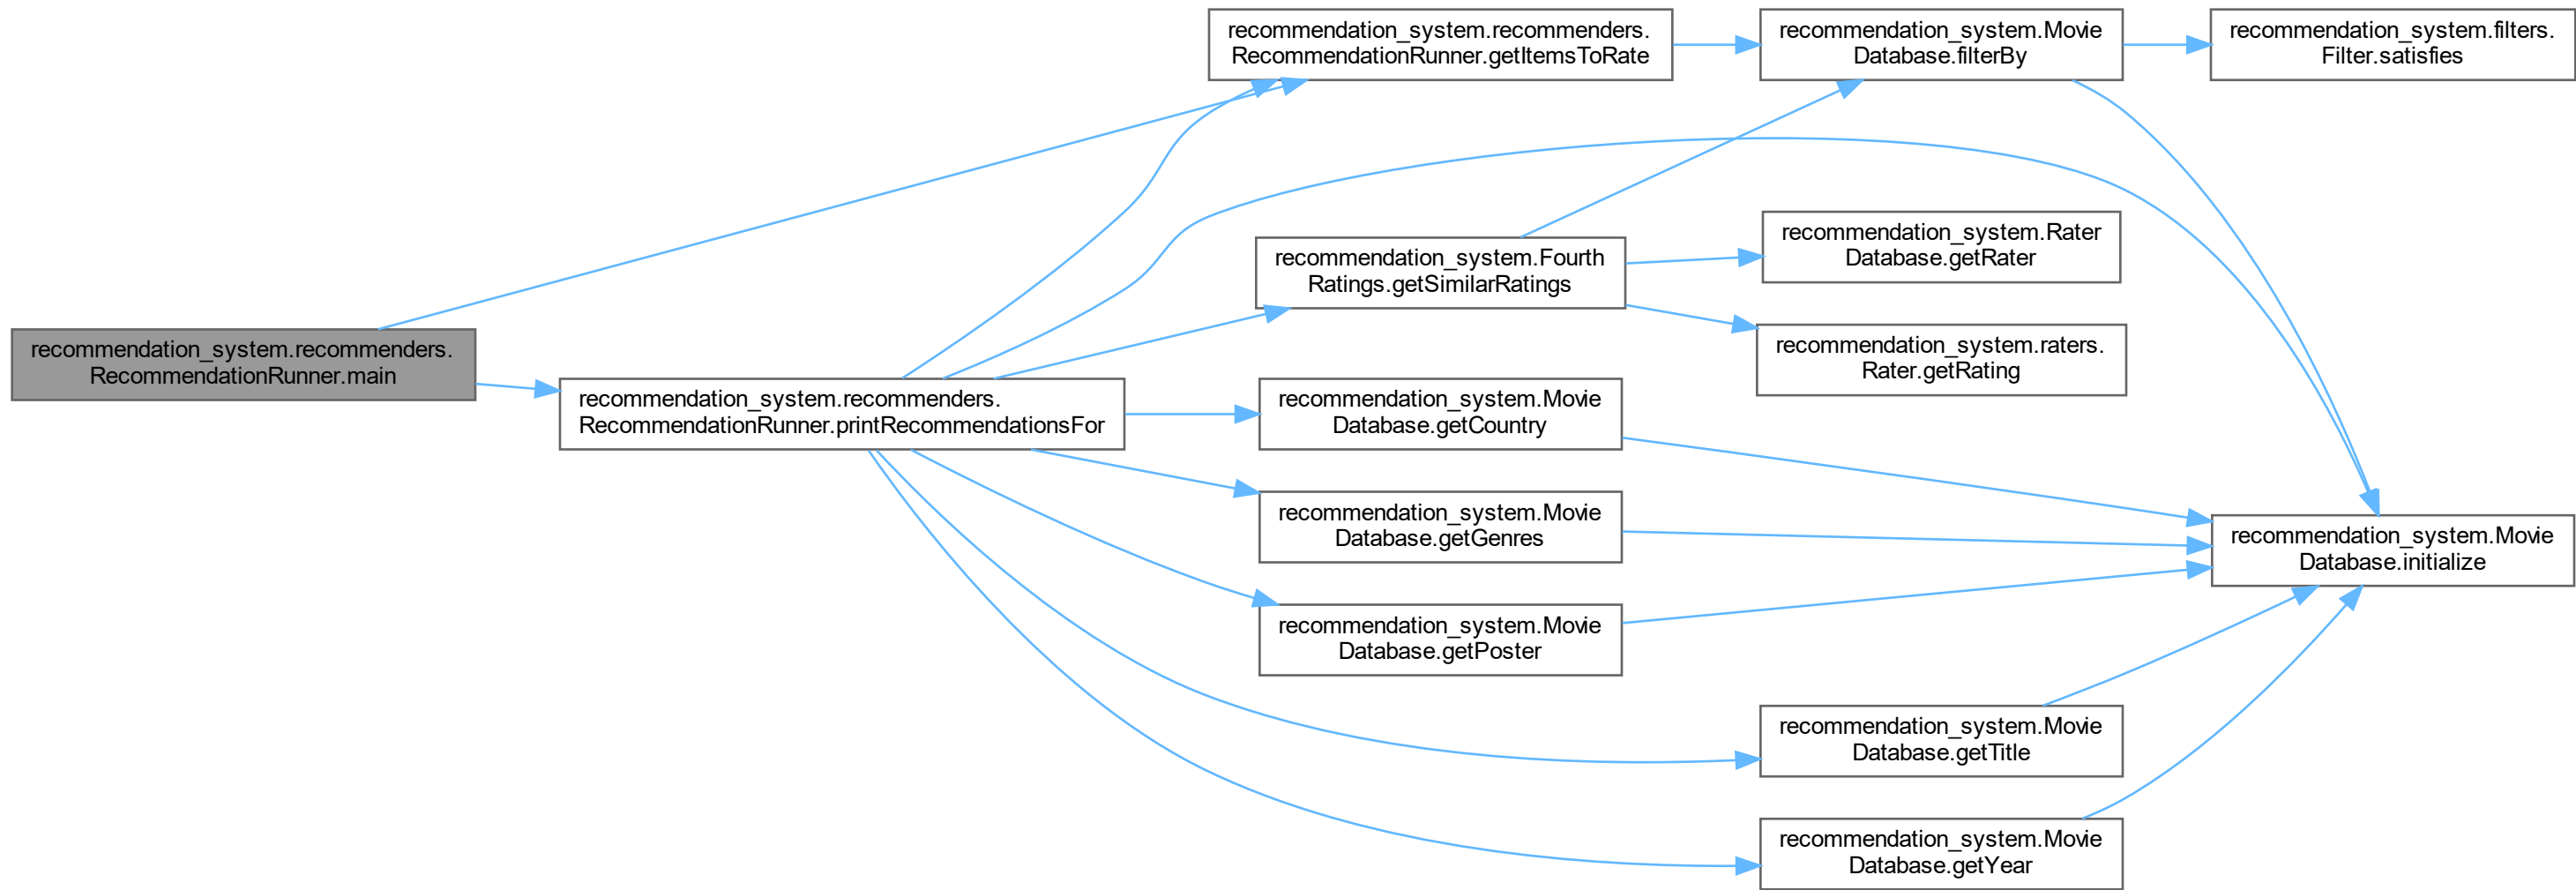 recommendation_system.recommenders.
RecommendationRunner.main
recommendation_system.recommenders.
RecommendationRunner.printRecommendationsFor
recommendation_system.recommenders.
RecommendationRunner.getItemsToRate
recommendation_system.Fourth
Ratings.getSimilarRatings
recommendation_system.Movie
Database.getCountry
recommendation_system.Movie
Database.getGenres
recommendation_system.Movie
Database.getPoster
recommendation_system.Movie
Database.filterBy
recommendation_system.Rater
Database.getRater
recommendation_system.raters.
Rater.getRating
recommendation_system.Movie
Database.getTitle
recommendation_system.Movie
Database.getYear
recommendation_system.filters.
Filter.satisfies
recommendation_system.Movie
Database.initialize